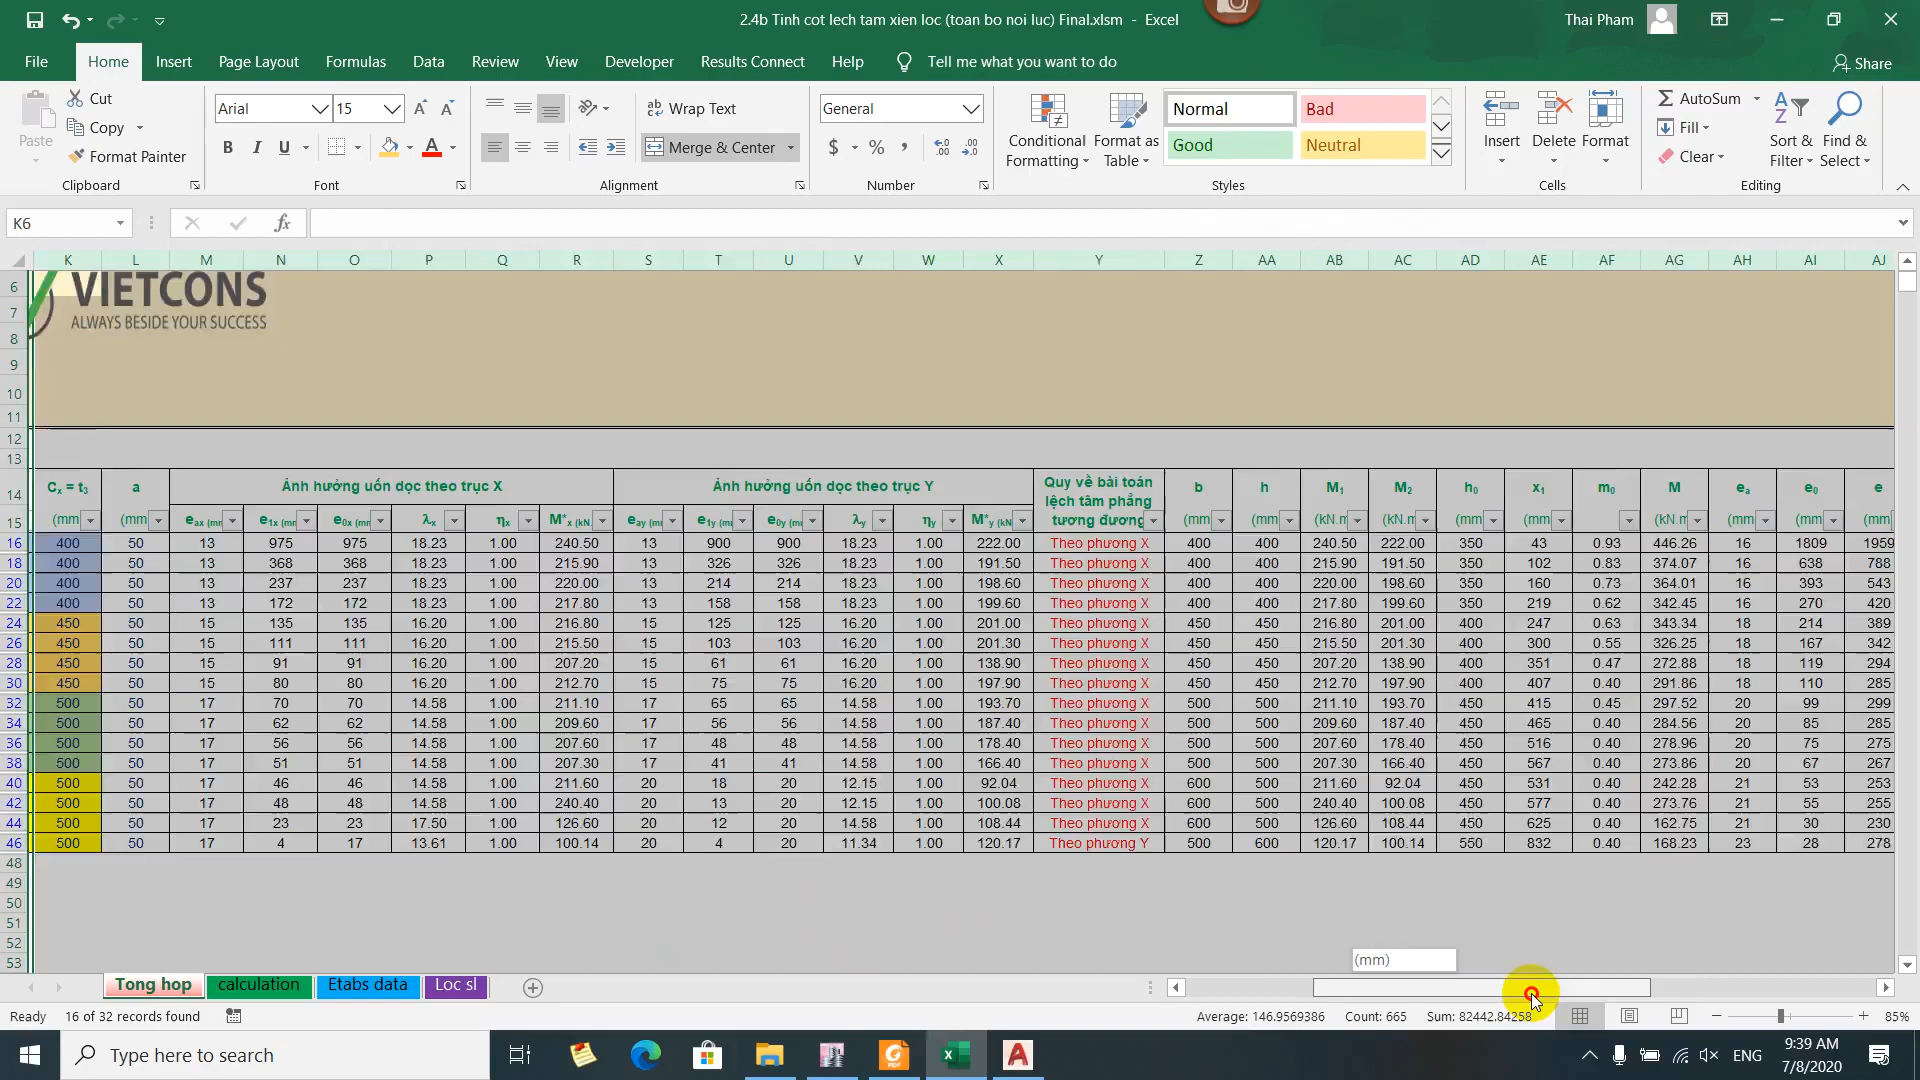 2.4b Tinh cot lech tam xien loc (toan bo noi luc) Final.xlsm - Excel
Thai Pham
File Home Insert Page Layout Formulas Data Review View Developer Results Connect Help Tell me what you want to do
Share
Paste Cut Copy Format Painter
Arial 15
B I U
Wrap Text
Merge & Center
General
$ % ,
Conditional Formatting
Format as Table
Normal Bad
Good Neutral
Insert Delete Format
AutoSum
Fill
Clear
Sort & Filter
Find & Select
Clipboard Font Alignment Number Styles Cells Editing
K6
fx
K L M N O P Q R S T U V W X Y Z AA AB AC AD AE AF AG AH AI AJ
6
7
8
9
10
11
12
13
VIETCONS
ALWAYS BESIDE YOUR SUCCESS
14 Cx = t3 a Ảnh hưởng uốn dọc theo trục X Ảnh hưởng uốn dọc theo trục Y Quy về bài toán lệch tâm phẳng tương đương b h M1 M2 h0 x1 m0 M ea e0 e
15 (mm (mm eax (mm e1x (mm e0x (mm λx ηx M*x (kN. eay (m e1y (m e0y (m λy ηy M*y (kN (mm (mm (kN.m (kN.m (mm (mm (kN.m (mm (mm (mm
16 400 50 13 975 975 18.23 1.00 240.50 13 900 900 18.23 1.00 222.00 Theo phương X 400 400 240.50 222.00 350 43 0.93 446.26 16 1809 1959
18 400 50 13 368 368 18.23 1.00 215.90 13 326 326 18.23 1.00 191.50 Theo phương X 400 400 215.90 191.50 350 102 0.83 374.07 16 638 788
20 400 50 13 237 237 18.23 1.00 220.00 13 214 214 18.23 1.00 198.60 Theo phương X 400 400 220.00 198.60 350 160 0.73 364.01 16 393 543
22 400 50 13 172 172 18.23 1.00 217.80 13 158 158 18.23 1.00 199.60 Theo phương X 400 400 217.80 199.60 350 219 0.62 342.45 16 270 420
24 450 50 15 135 135 16.20 1.00 216.80 15 125 125 16.20 1.00 201.00 Theo phương X 450 450 216.80 201.00 400 247 0.63 343.34 18 214 389
26 450 50 15 111 111 16.20 1.00 215.50 15 103 103 16.20 1.00 201.30 Theo phương X 450 450 215.50 201.30 400 300 0.55 326.25 18 167 342
28 450 50 15 91 91 16.20 1.00 207.20 15 61 61 16.20 1.00 138.90 Theo phương X 450 450 207.20 138.90 400 351 0.47 272.88 18 119 294
30 450 50 15 80 80 16.20 1.00 212.70 15 75 75 16.20 1.00 197.90 Theo phương X 450 450 212.70 197.90 400 407 0.40 291.86 18 110 285
32 500 50 17 70 70 14.58 1.00 211.10 17 65 65 14.58 1.00 193.70 Theo phương X 500 500 211.10 193.70 450 415 0.45 297.52 20 99 299
34 500 50 17 62 62 14.58 1.00 209.60 17 56 56 14.58 1.00 187.40 Theo phương X 500 500 209.60 187.40 450 465 0.40 284.56 20 85 285
36 500 50 17 56 56 14.58 1.00 207.60 17 48 48 14.58 1.00 178.40 Theo phương X 500 500 207.60 178.40 450 516 0.40 278.96 20 75 275
38 500 50 17 51 51 14.58 1.00 207.30 17 41 41 14.58 1.00 166.40 Theo phương X 500 500 207.30 166.40 450 567 0.40 273.86 20 67 267
40 500 50 17 46 46 14.58 1.00 211.60 20 18 20 12.15 1.00 92.04 Theo phương X 600 500 211.60 92.04 450 531 0.40 242.28 21 53 253
42 500 50 17 48 48 14.58 1.00 240.40 20 13 20 12.15 1.00 100.08 Theo phương X 600 500 240.40 100.08 450 577 0.40 273.76 21 55 255
44 500 50 17 23 23 17.50 1.00 126.60 20 12 20 14.58 1.00 108.44 Theo phương X 600 500 126.60 108.44 450 625 0.40 162.75 21 30 230
46 500 50 17 4 17 13.61 1.00 100.14 20 4 20 11.34 1.00 120.17 Theo phương Y 500 600 120.17 100.14 550 832 0.40 168.23 23 28 278
48
49
50
51
52
53
(mm)
Tong hop calculation Etabs data Loc sl
Ready 16 of 32 records found Average: 146.9569386 Count: 665 Sum: 82442.84258 85%
Type here to search
ENG
9:39 AM
7/8/2020